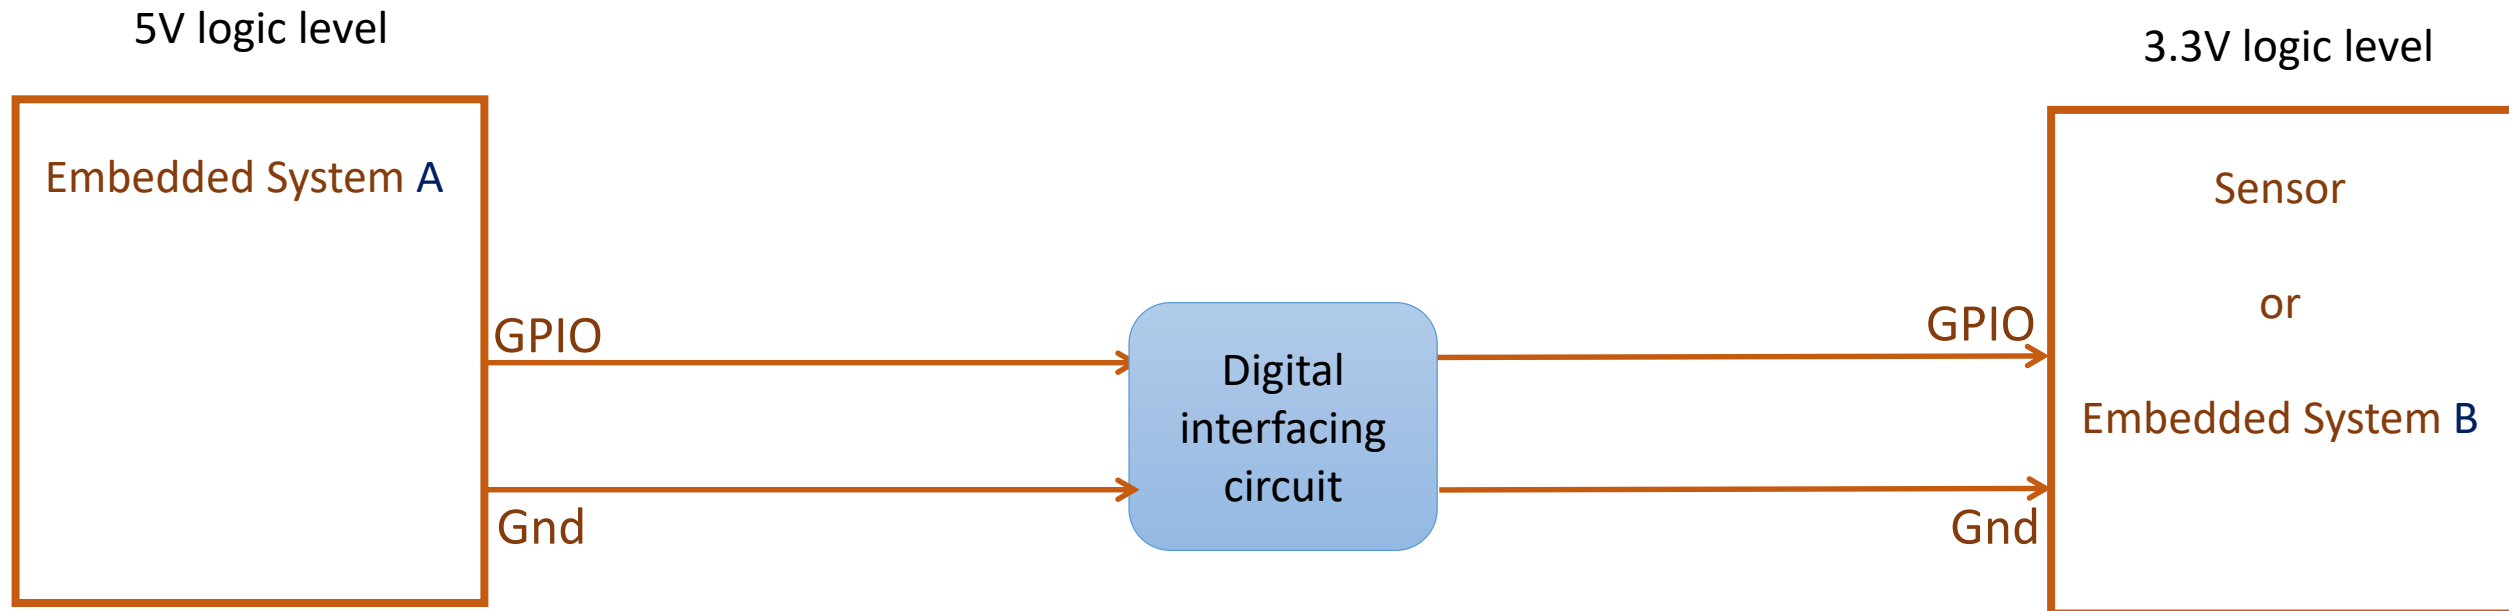 5V logic level
3.3V logic level
Embedded System A
Sensor
or
Embedded System B
GPIO
Gnd
Digital
interfacing
circuit
GPIO
Gnd